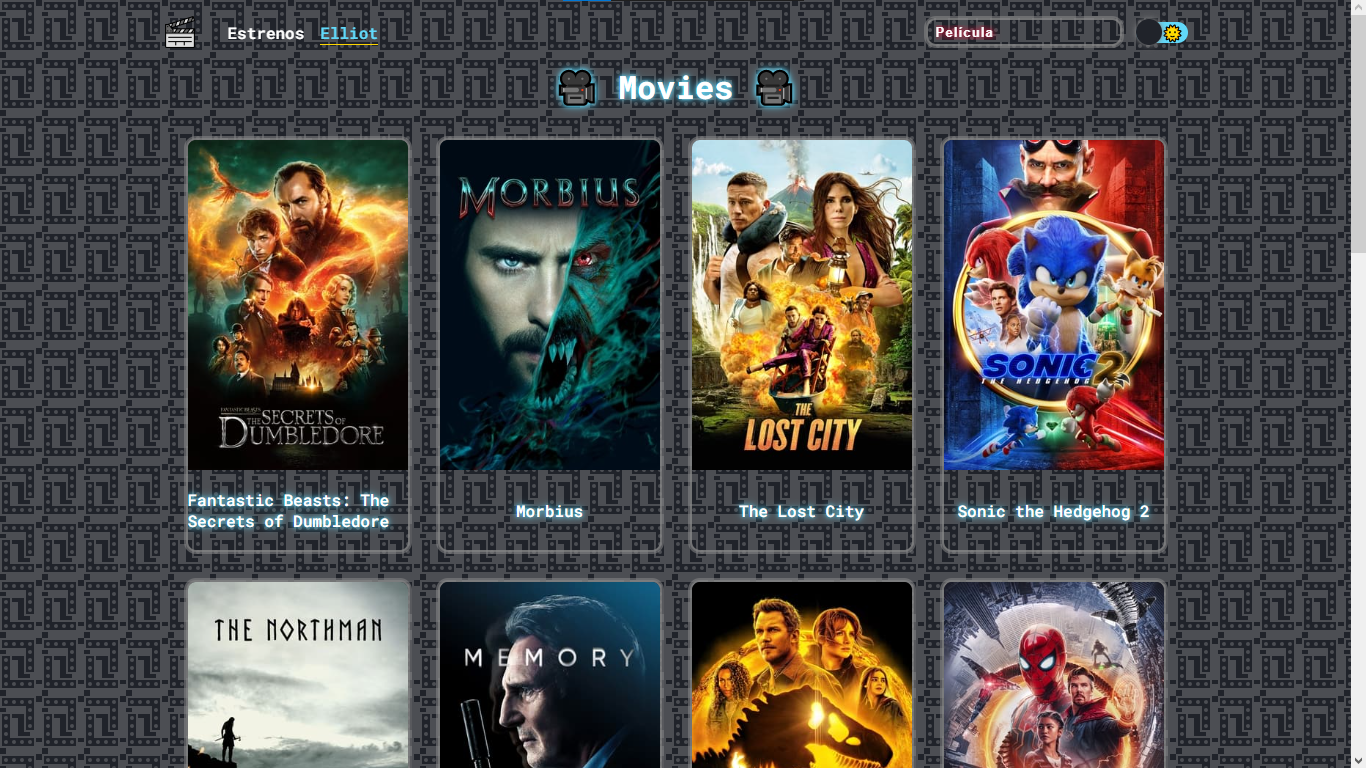 Estrenos Elliot
Pelicula
Movies
FANTASTIC BEASTS
THE SECRETS OF
DUMBLEDORE
MORBIUS
THE
LOST CITY
SONIC 2
THE HEDGEHOG
Fantastic Beasts: The
Secrets of Dumbledore
Morbius
The Lost City
Sonic the Hedgehog 2
THE NORTHMAN
MEMORY